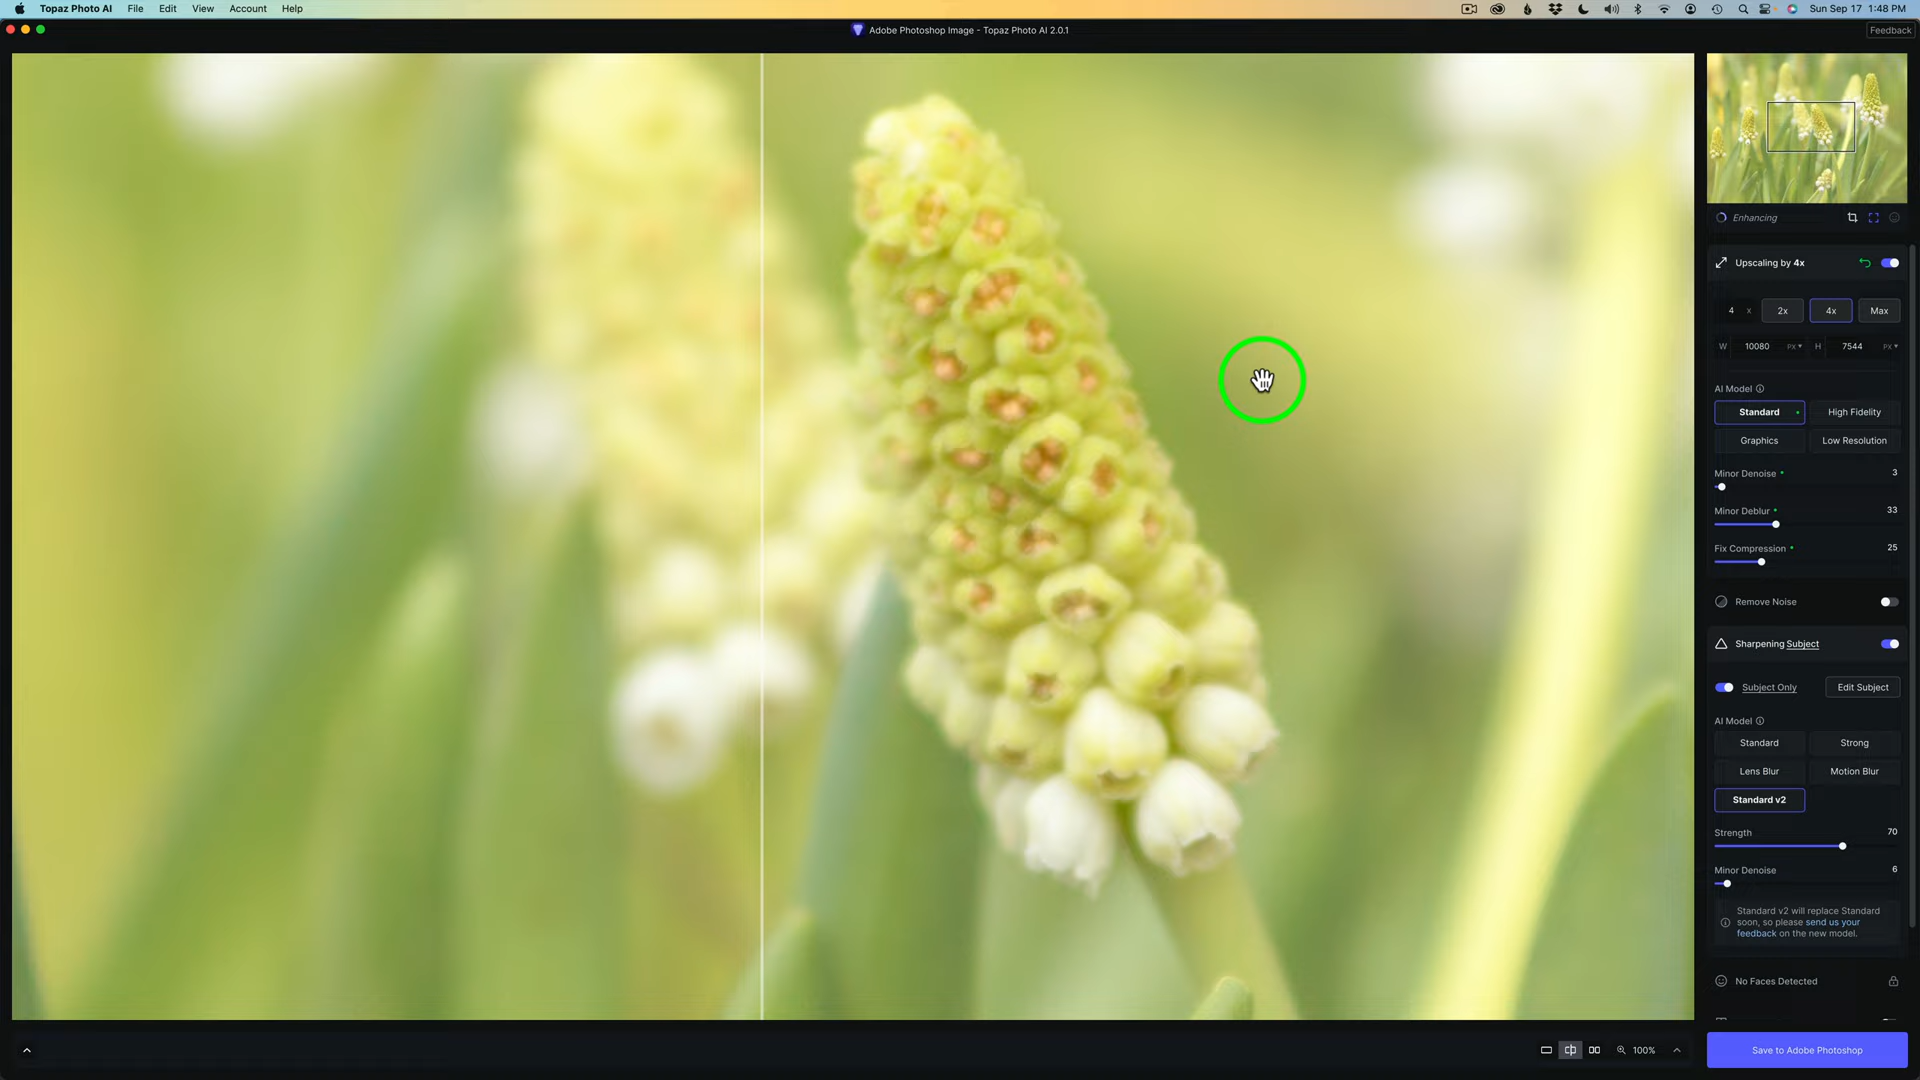 Topaz Photo AI File Edit View Account Help Sun Sep 17 1:48 PM
Adobe Photoshop Image - Topaz Photo AI 2.0.1 Feedback
Enhancing
Upscaling by 4x
4 x 2x 4x Max
W 10080 PX H 7544 PX
AI Model
Standard High Fidelity
Graphics Low Resolution
Minor Denoise 3
Minor Deblur 33
Fix Compression 25
Remove Noise
Sharpening Subject
Subject Only Edit Subject
AI Model
Standard Strong
Lens Blur Motion Blur
Standard v2
Strength 70
Minor Denoise 6
Standard v2 will replace Standard
soon, so please send us your
feedback on the new model.
No Faces Detected
100% Save to Adobe Photoshop